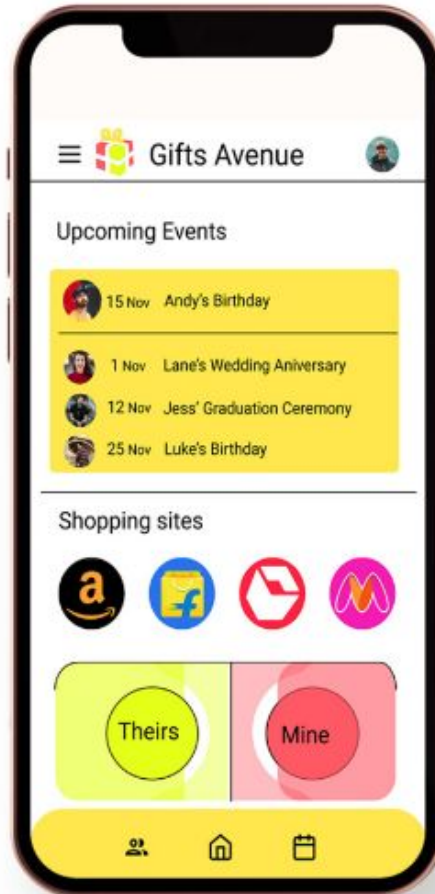 Gifts Avenue
Upcoming Events
15 Nov Andy's Birthday
1 Nov Lane's Wedding Aniversary
12 Nov Jess' Graduation Ceremony
25 Nov Luke's Birthday
Shopping sites
a
f
M
Theirs
Mine